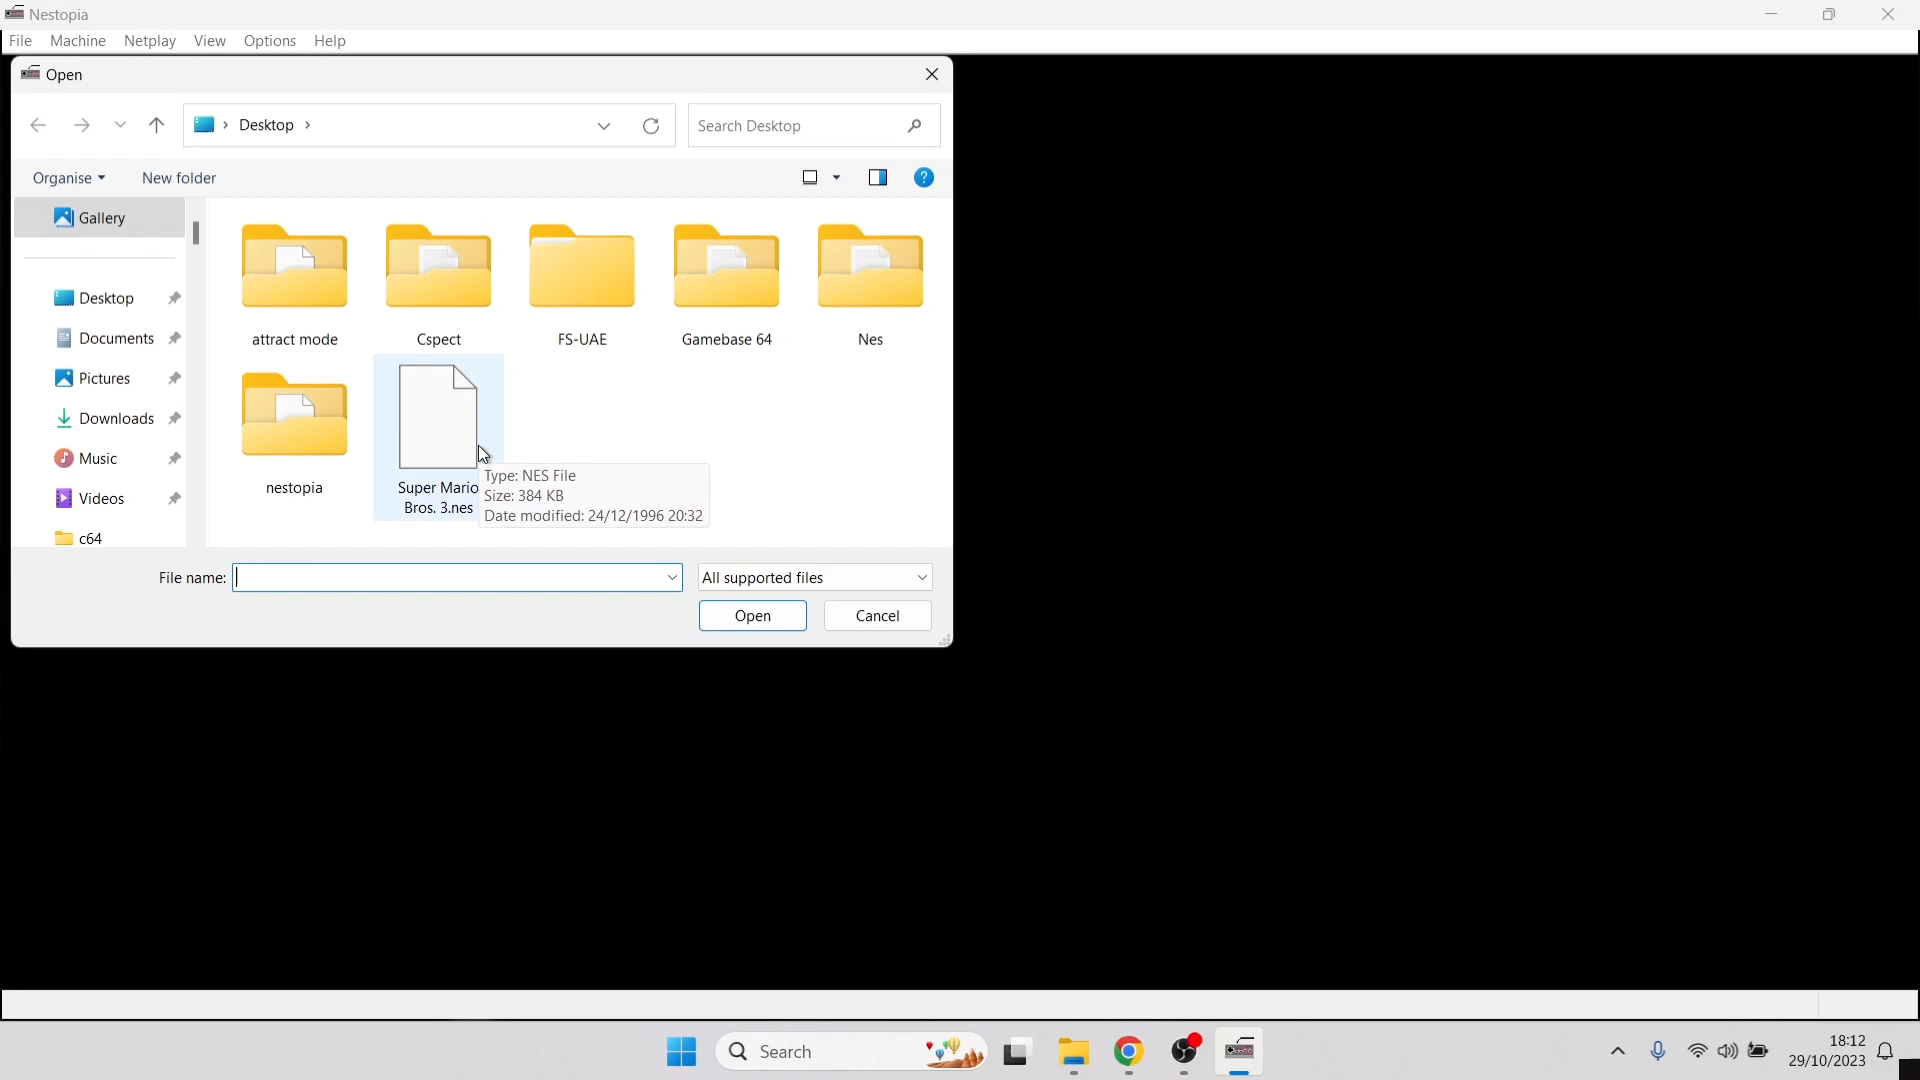 Nestopia
File Machine Netplay View Options Help
Open
Desktop
Search Desktop
Organise
New folder
?
Gallery
Desktop
Documents
Pictures
Downloads
Music
Videos
c64
attract mode
Cspect
FS-UAE
Gamebase 64
Nes
nestopia
Super Mario
Bros. 3.nes
Type: NES File
Size: 384 KB
Date modified: 24/12/1996 20:32
File name:
All supported files
Open
Cancel
Search
18:12
29/10/2023